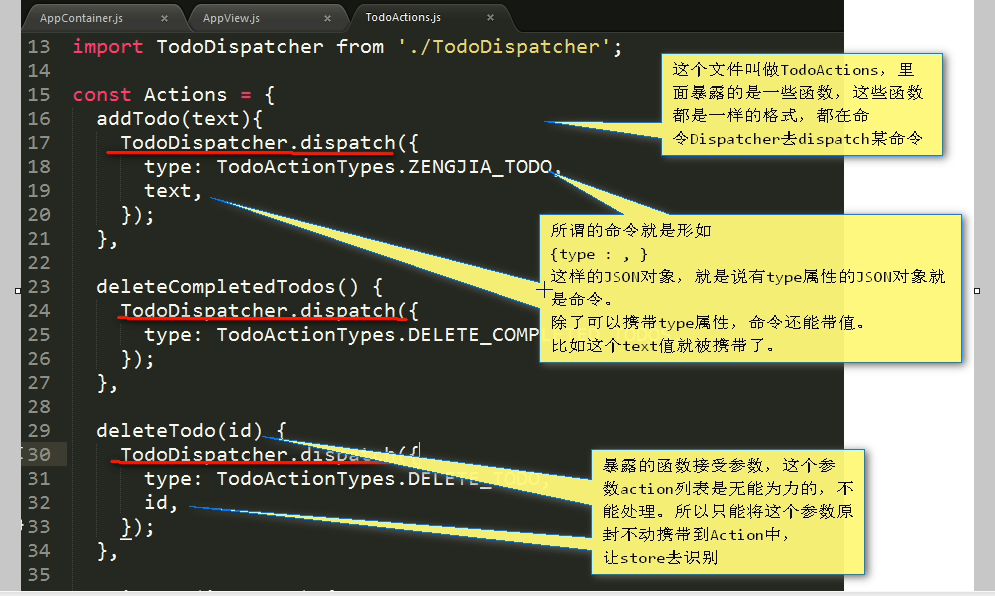 AppContainer.js × AppView.js × TodoActions.js ×
13 import TodoDispatcher from './TodoDispatcher';
14
15 const Actions = {
16 addTodo(text){
17 TodoDispatcher.dispatch({
18 type: TodoActionTypes.ZENGJIA_TODO,
19 text,
20 });
21 },
22
23 deleteCompletedTodos() {
24 TodoDispatcher.dispatch({
25 type: TodoActionTypes.DELETE_COMP
26 });
27 },
28
29 deleteTodo(id) {
30 TodoDispatcher.dispatch({
31 type: TodoActionTypes.DELETE_TODO,
32 id,
33 });
34 },
35
这个文件叫做TodoActions，里
面暴露的是一些函数，这些函数
都是一样的格式，都在命
令Dispatcher去dispatch某命令
所谓的命令就是形如
{type : , }
这样的JSON对象，就是说有type属性的JSON对象就
是命令。
除了可以携带type属性，命令还能带值。
比如这个text值就被携带了。
暴露的函数接受参数，这个参
数action列表是无能为力的，不
能处理。所以只能将这个参数原
封不动携带到Action中，
让store去识别